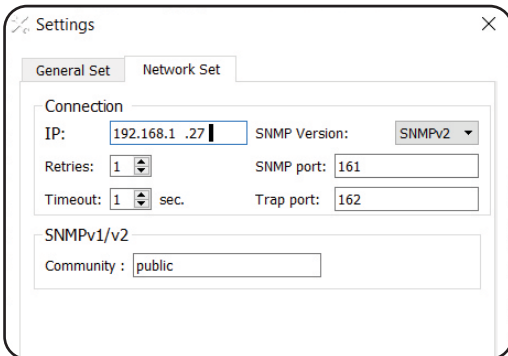 Settings
General Set Network Set
Connection
IP: 192.168.1 .27 SNMP Version: SNMPv2
Retries: 1 SNMP port: 161
Timeout: 1 sec. Trap port: 162
SNMPv1/v2
Community : public